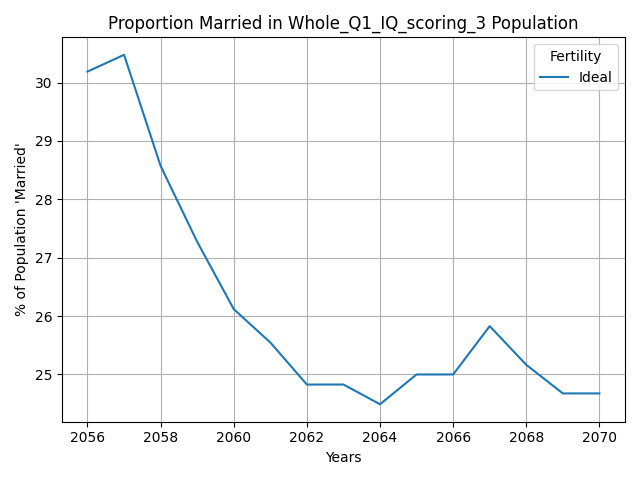 Proportion Married in Whole_Q1_IQ_scoring_3 Population
Fertility
Ideal
% of Population 'Married'
30
29
28
27
26
25
2056 2058 2060 2062 2064 2066 2068 2070
Years